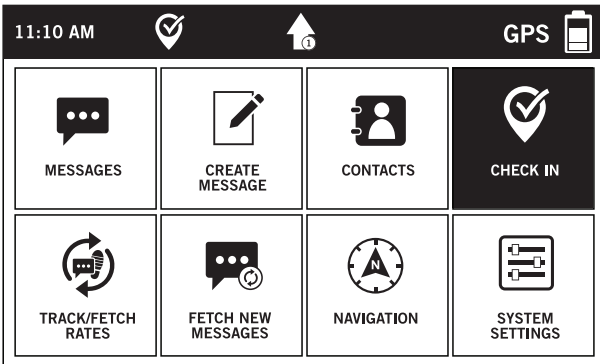 11:10 AM
1
GPS
MESSAGES
CREATE
MESSAGE
CONTACTS
CHECK IN
TRACK/FETCH
RATES
FETCH NEW
MESSAGES
N
NAVIGATION
SYSTEM
SETTINGS